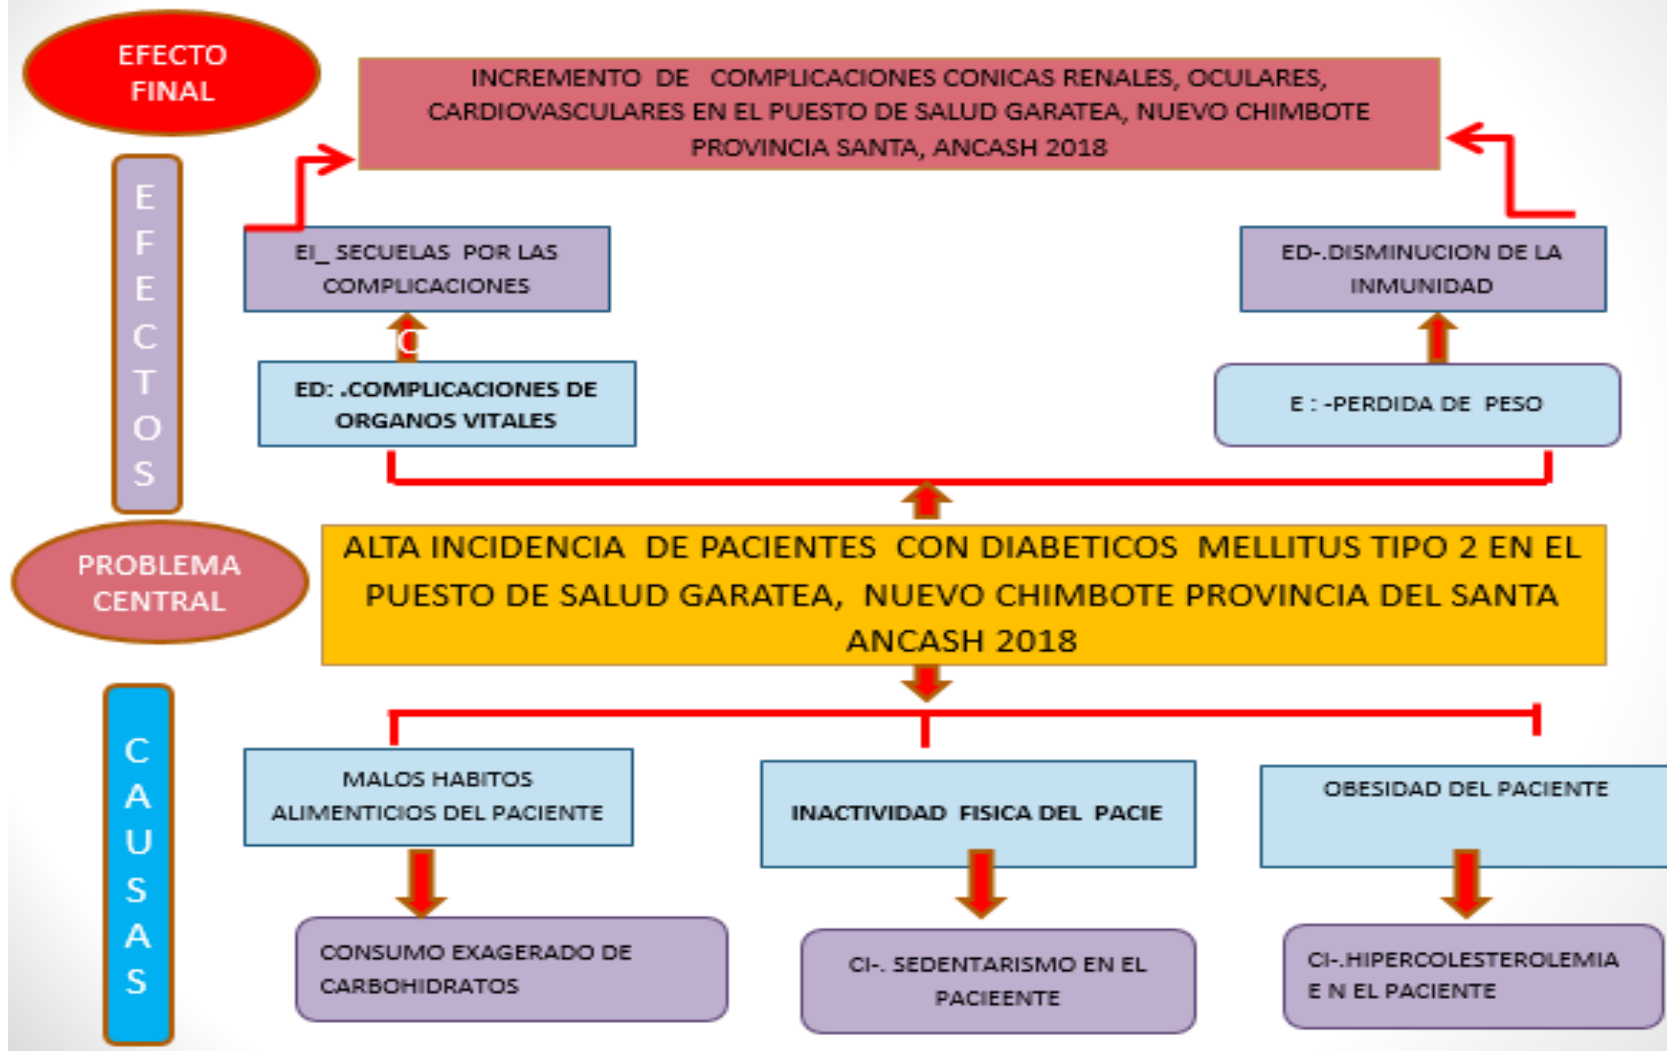 EFECTO
FINAL
INCREMENTO DE COMPLICACIONES CONICAS RENALES, OCULARES,
CARDIOVASCULARES EN EL PUESTO DE SALUD GARATEA, NUEVO CHIMBOTE
PROVINCIA SANTA, ANCASH 2018
E
F
E
C
T
O
S
EI_ SECUELAS POR LAS
COMPLICACIONES
ED-.DISMINUCION DE LA
INMUNIDAD
O
ED: .COMPLICACIONES DE
ORGANOS VITALES
E : -PERDIDA DE PESO
PROBLEMA
CENTRAL
ALTA INCIDENCIA DE PACIENTES CON DIABETICOS MELLITUS TIPO 2 EN EL
PUESTO DE SALUD GARATEA, NUEVO CHIMBOTE PROVINCIA DEL SANTA
ANCASH 2018
C
A
U
S
A
S
MALOS HABITOS
ALIMENTICIOS DEL PACIENTE
INACTIVIDAD FISICA DEL PACIE
OBESIDAD DEL PACIENTE
CONSUMO EXAGERADO DE
CARBOHIDRATOS
CI-. SEDENTARISMO EN EL
PACIEENTE
CI-.HIPERCOLESTEROLEMIA
E N EL PACIENTE